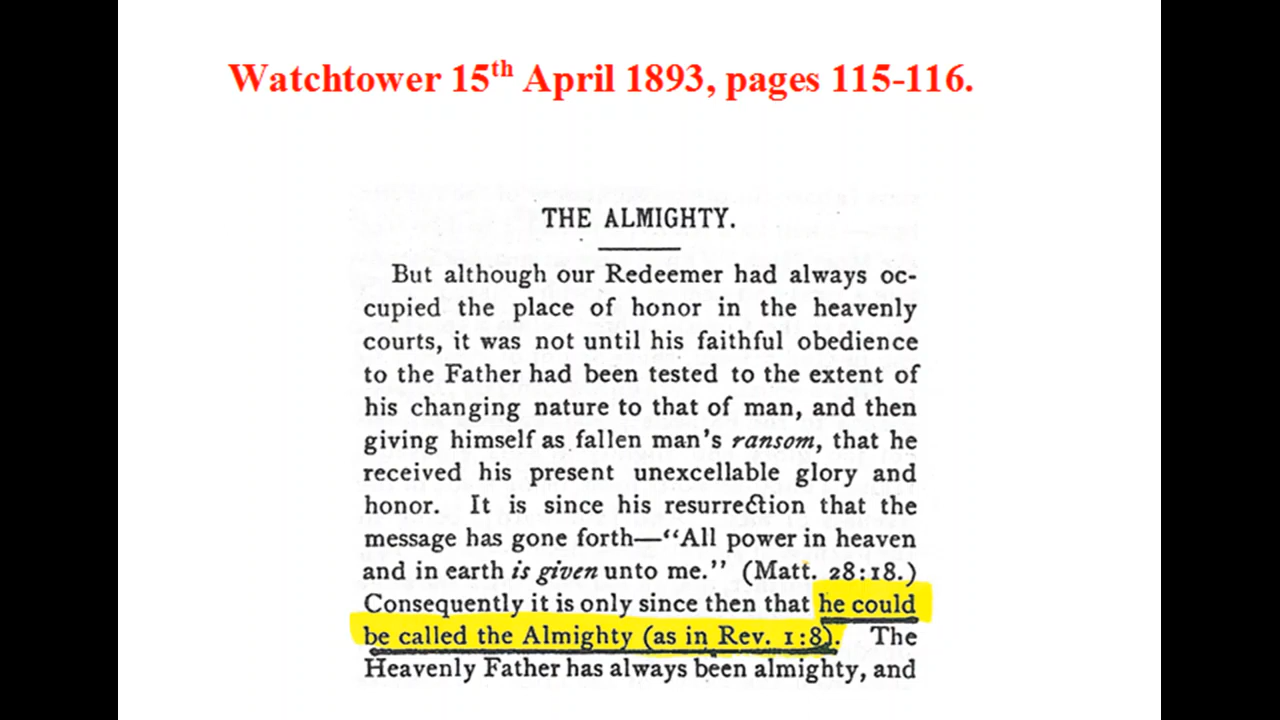 Watchtower 15th April 1893, pages 115-116.
THE ALMIGHTY.
But although our Redeemer had always oc-
cupied the place of honor in the heavenly
courts, it was not until his faithful obedience
to the Father had been tested to the extent of
his changing nature to that of man, and then
giving himself as fallen man's ransom, that he
received his present unexcellable glory and
honor. It is since his resurrection that the
message has gone forth—"All power in heaven
and in earth is given unto me." (Matt. 28:18.)
Consequently it is only since then that he could
be called the Almighty (as in Rev. 1:8). The
Heavenly Father has always been almighty, and